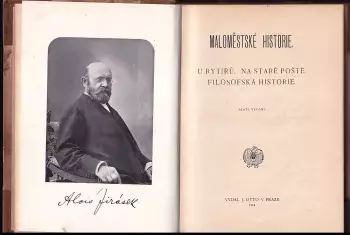 Alois Jirásek
MALOMĚSTSKÉ HISTORIE.
U RYTÍŘŮ. NA STARÉ POŠTĚ.
FILOSOFSKÁ HISTORIE.
VYDAL J. OTTO V PRAZE